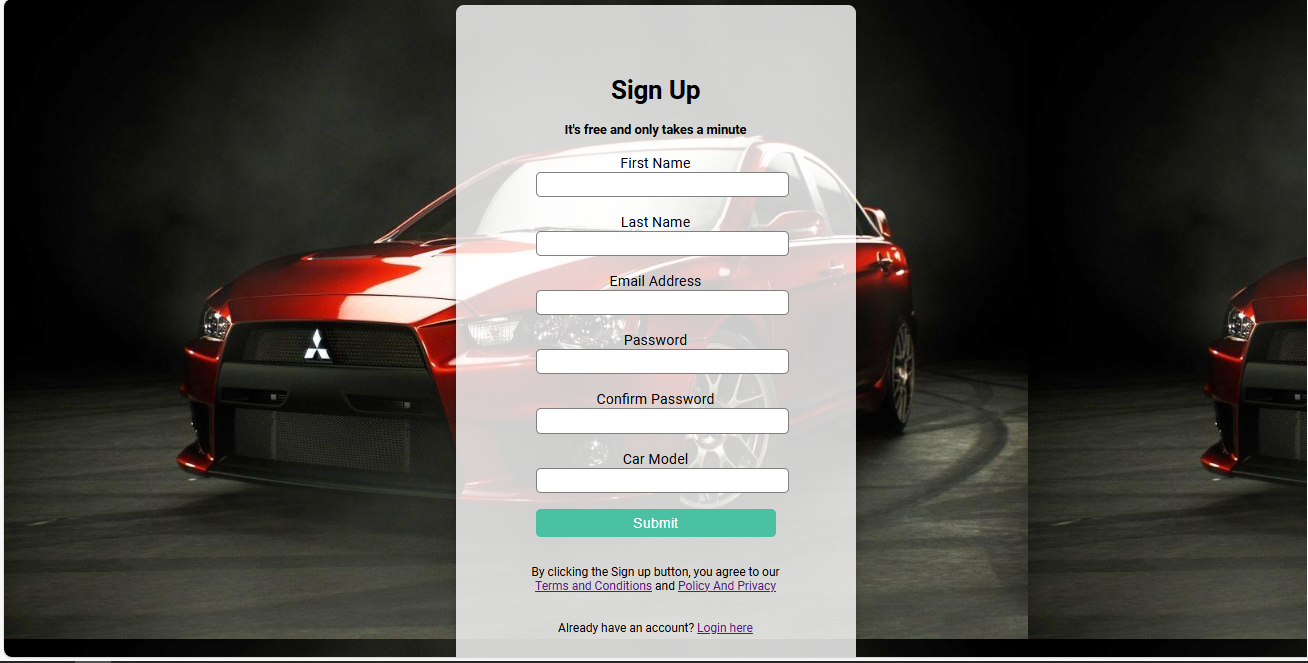 Sign Up
It's free and only takes a minute
First Name
Last Name
Email Address
Password
Confirm Password
Car Model
Submit
By clicking the Sign up button, you agree to our
Terms and Conditions and Policy And Privacy
Already have an account? Login here